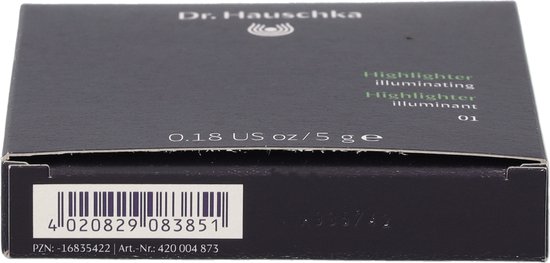 Dr. Hauschka
Highlighter
illuminating
Highlighter
illuminant
01
0.18 US oz/5 g ℮
4 020829 083851
PZN: -16835422 | Art.-Nr.: 420 004 873